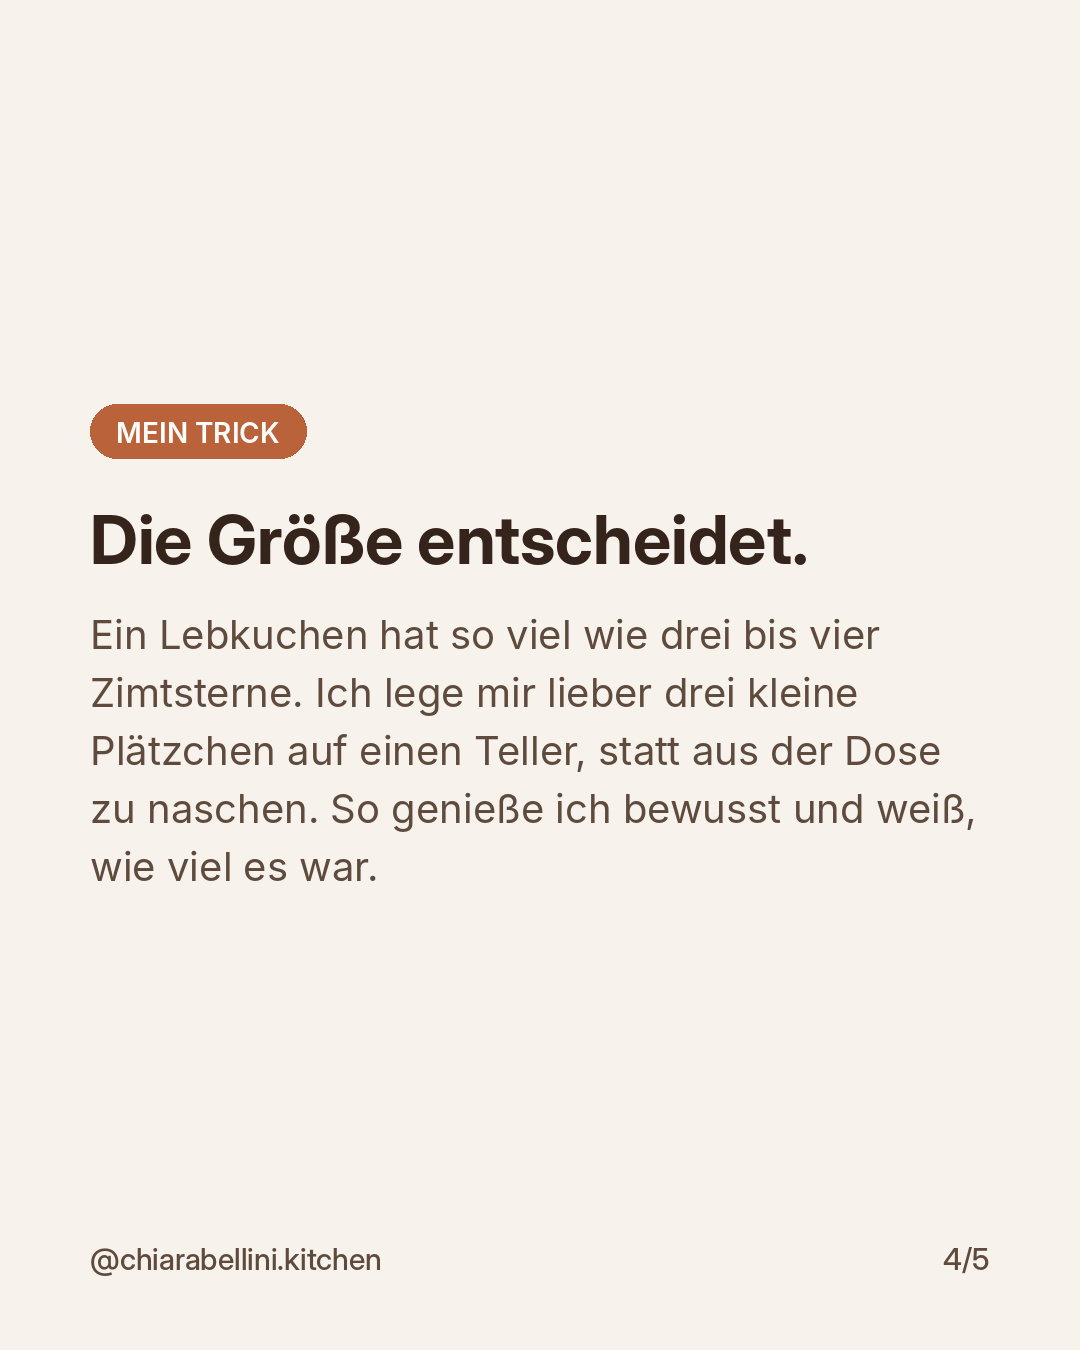 MEIN TRICK
Die Größe entscheidet.
Ein Lebkuchen hat so viel wie drei bis vier
Zimtsterne. Ich lege mir lieber drei kleine
Plätzchen auf einen Teller, statt aus der Dose
zu naschen. So genieße ich bewusst und weiß,
wie viel es war.
@chiarabellini.kitchen
4/5